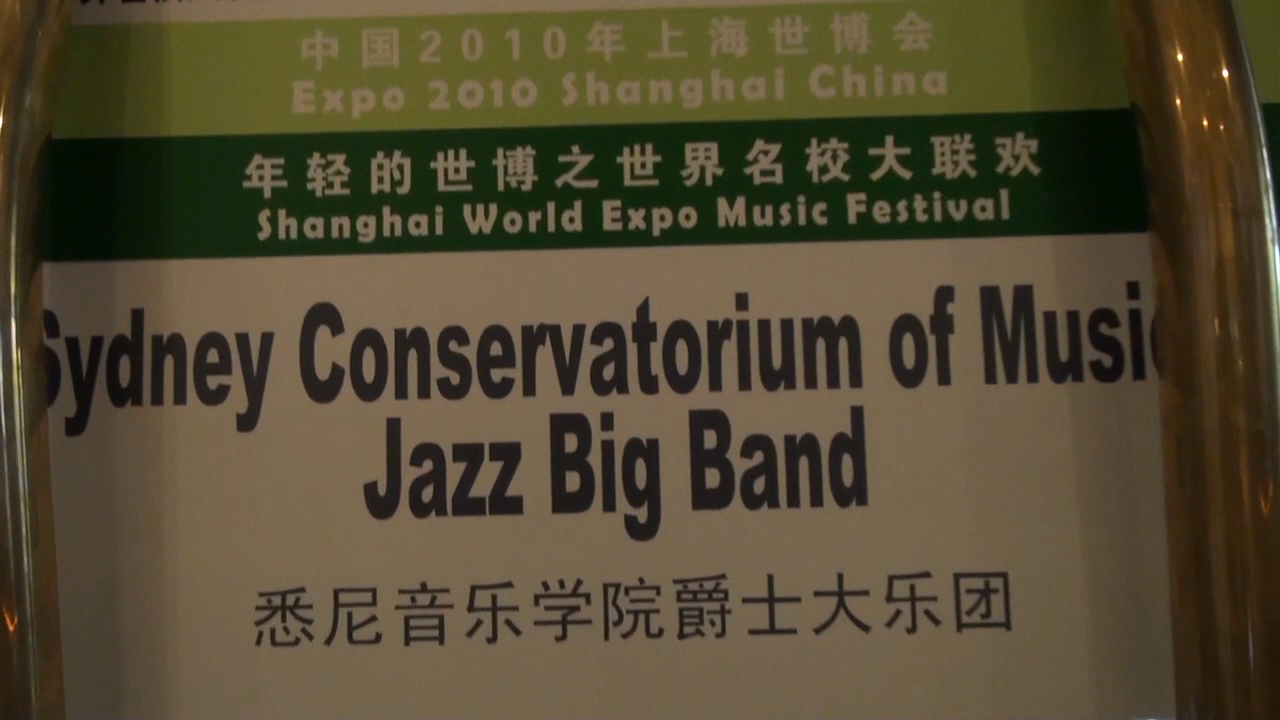 中国2010年上海世博会
Expo 2010 Shanghai China
年轻的世博之世界名校大联欢
Shanghai World Expo Music Festival
Sydney Conservatorium of Music
Jazz Big Band
悉尼音乐学院爵士大乐团